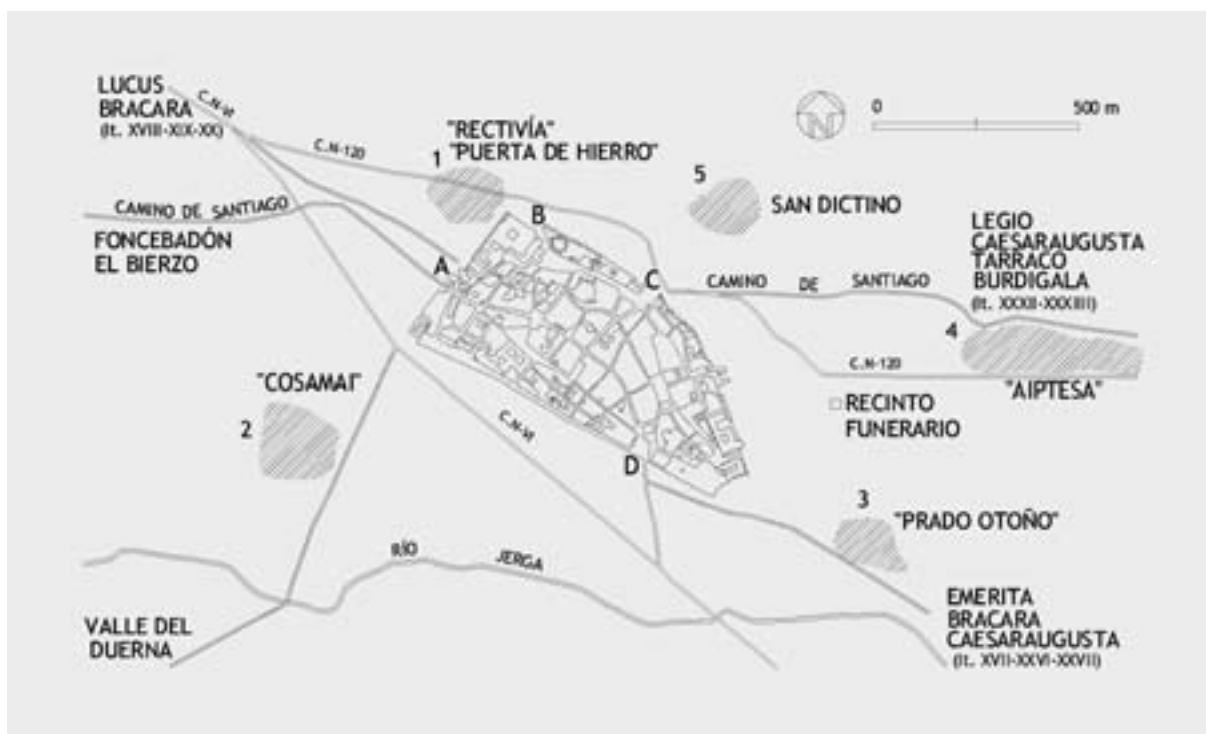 LUCUS
BRACARA
(It. XVIII-XIX-XX)
C.N-VI
C.N-120
"RECTIVÍA"
"PUERTA DE HIERRO"
1
N
0
500 m
5
SAN DICTINO
CAMINO DE SANTIAGO
FONCEBADÓN
EL BIERZO
A
B
C
CAMINO DE SANTIAGO
LEGIO
CAESARAUGUSTA
TARRACO
BURDIGALA
(It. XXXII-XXXIIII)
4
C.N-120
"AIPTESA"
RECINTO
FUNERARIO
"COSAMAI"
2
C.N-VI
D
3
"PRADO OTOÑO"
RÍO JERGA
VALLE DEL
DUERNA
EMERITA
BRACARA
CAESARAUGUSTA
(It. XVII-XXVI-XXVII)